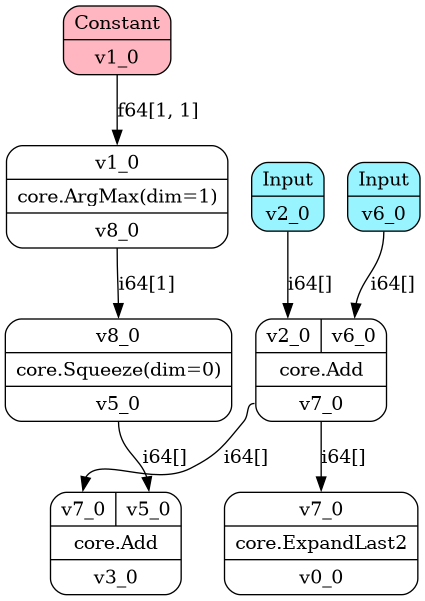 Constant
v1_0
f64[1, 1]
v1_0
core.ArgMax(dim=1)
v8_0
Input
v2_0
Input
v6_0
i64[1]
i64[]
i64[]
v8_0
core.Squeeze(dim=0)
v5_0
v2_0 v6_0
core.Add
v7_0
i64[]
i64[]
i64[]
v7_0 v5_0
core.Add
v3_0
v7_0
core.ExpandLast2
v0_0